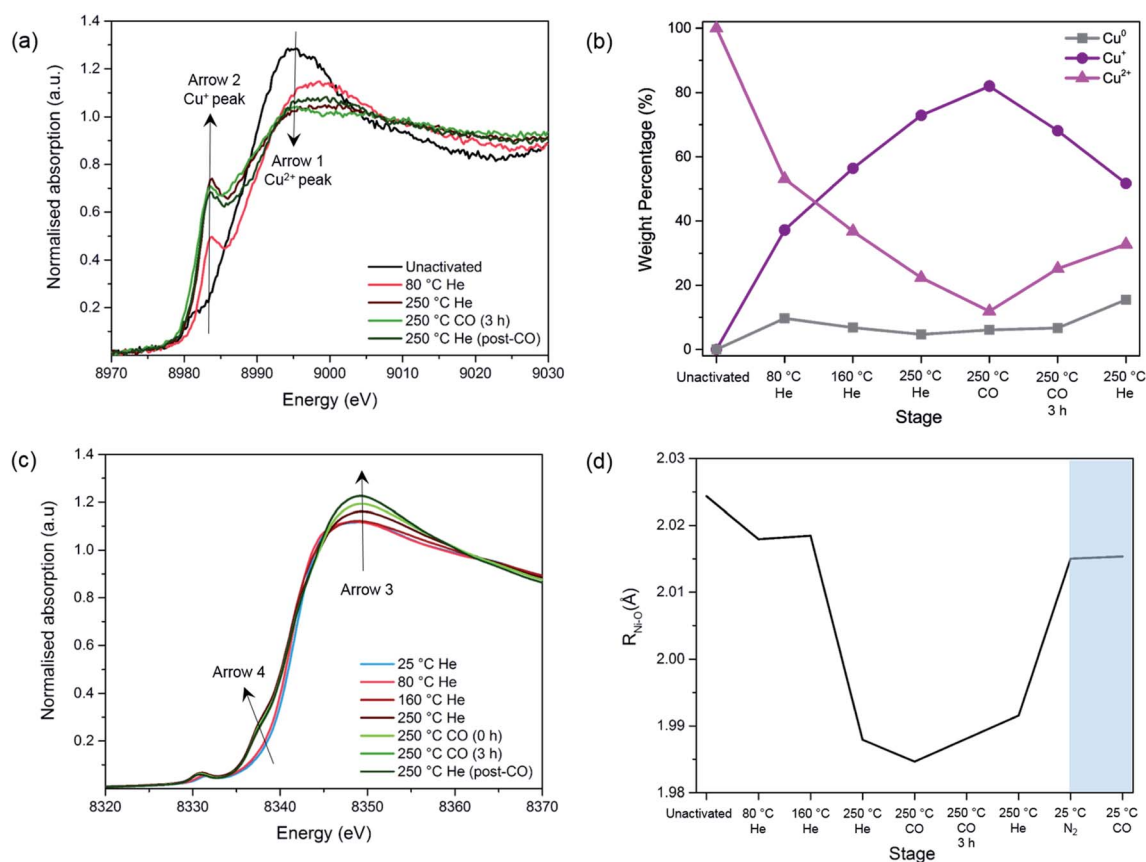 (a)
Normalised absorption (a.u.)
1.4
1.2
1.0
0.8
0.6
0.4
0.2
Arrow 2
Cu⁺ peak
Arrow 1
Cu²⁺ peak
Unactivated
80 °C He
250 °C He
250 °C CO (3 h)
250 °C He (post-CO)
8970 8980 8990 9000 9010 9020 9030
Energy (eV)
(b)
Weight Percentage (%)
100
80
60
40
20
0
Cu⁰
Cu⁺
Cu²⁺
Unactivated 80 °C 160 °C 250 °C 250 °C 250 °C 250 °C
He He He CO CO He
3 h
Stage
(c)
Normalised absorption (a.u)
1.4
1.2
1.0
0.8
0.6
0.4
0.2
Arrow 3
Arrow 4
25 °C He
80 °C He
160 °C He
250 °C He
250 °C CO (0 h)
250 °C CO (3 h)
250 °C He (post-CO)
8320 8330 8340 8350 8360 8370
Energy (eV)
(d)
R Ni-O (Å)
2.03
2.02
2.01
2.00
1.99
1.98
Unactivated 80 °C 160 °C 250 °C 250 °C 250 °C 250 °C 25 °C 25 °C
He He He CO CO He N₂ CO
3 h
Stage